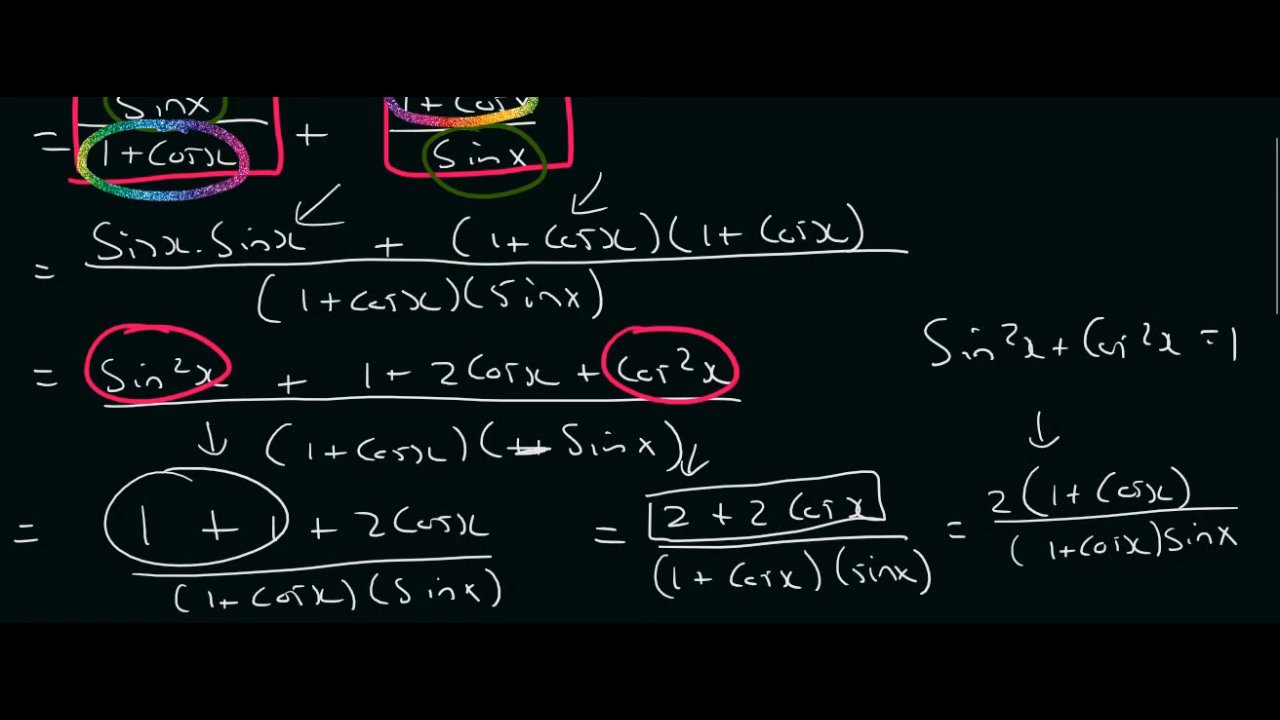 = Sinx/1+Cosx + 1+Cosx/Sinx
= Sinx.Sinx + (1+Cosx)(1+Cosx)/(1+Cosx)(Sinx)
= Sin²x + 1+2Cosx+Cos²x/(1+Cosx)(Sinx)
Sin²x+Cos²x=1
= 1+1+2Cosx/(1+Cosx)(Sinx) = 2+2Cosx/(1+Cosx)(Sinx) = 2(1+Cosx)/(1+Cosx)Sinx